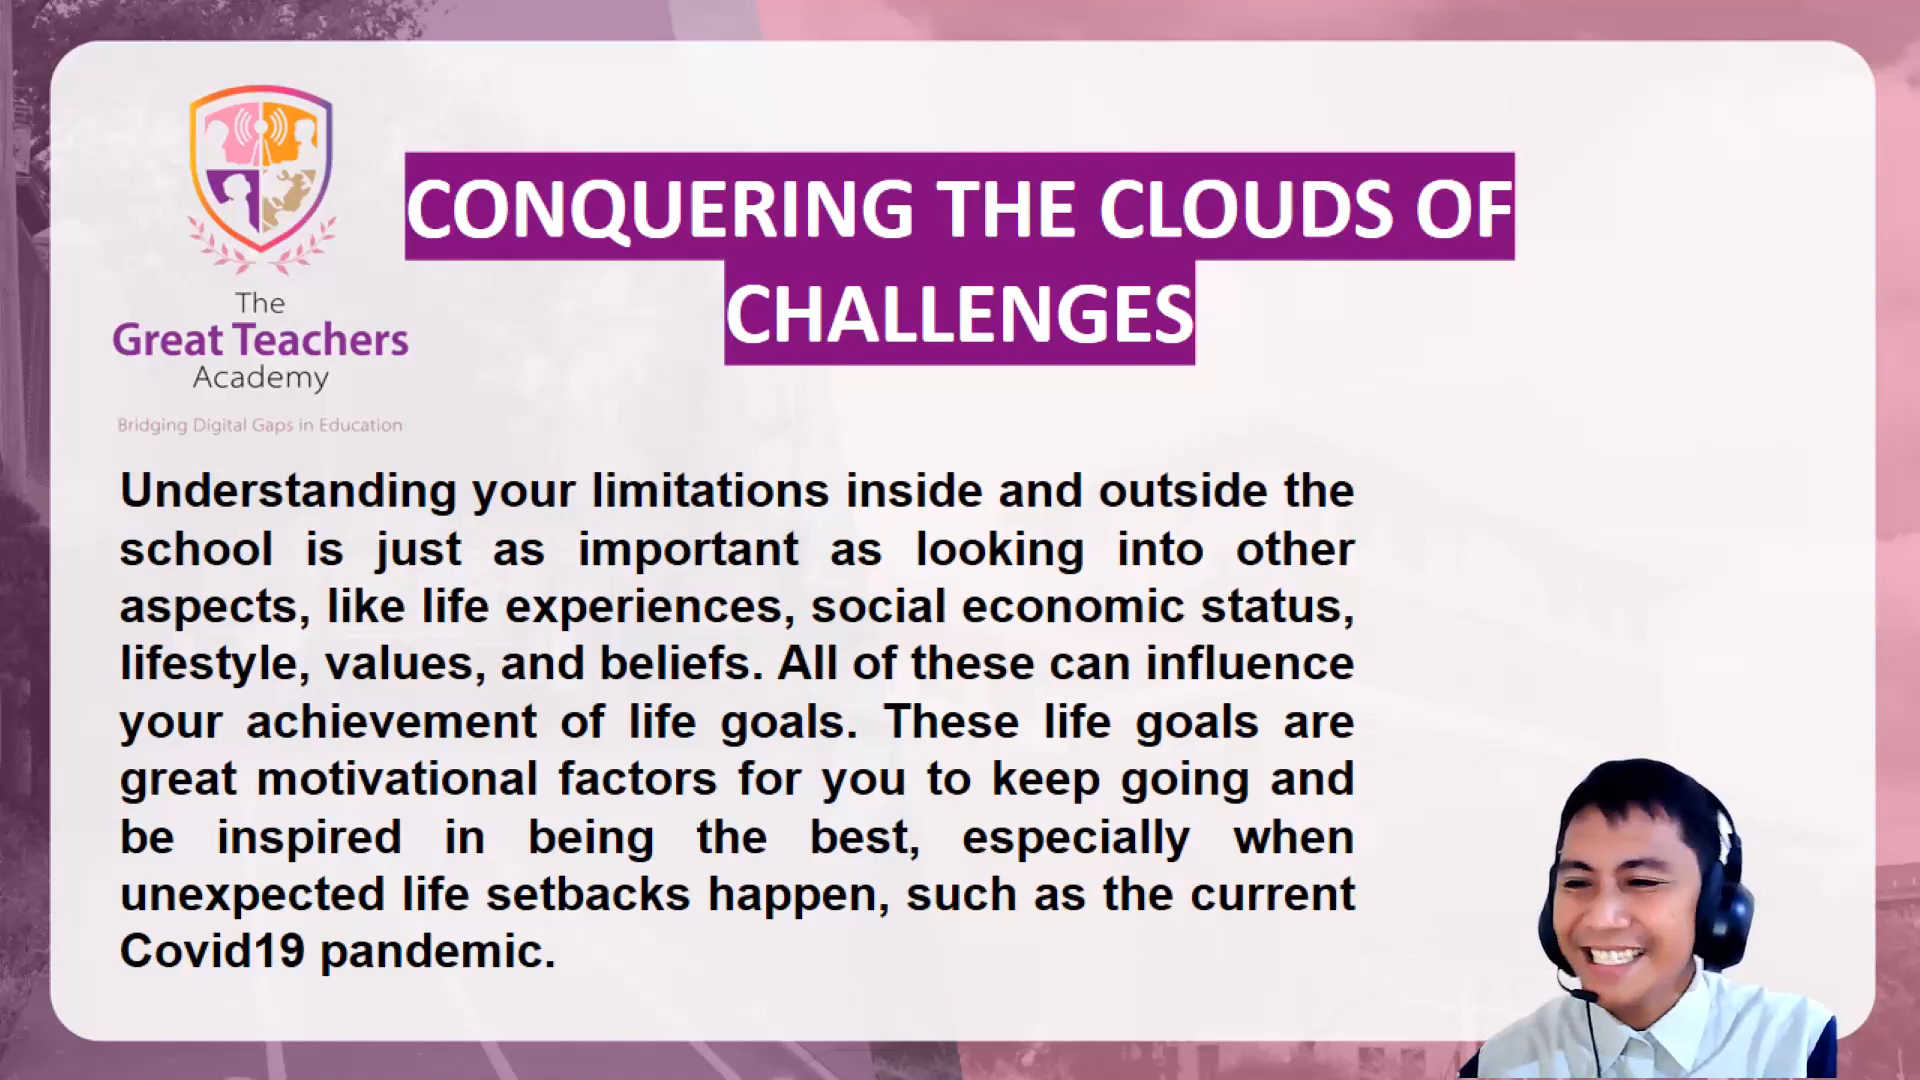 CONQUERING THE CLOUDS OF
CHALLENGES
The
Great Teachers
Academy
Bridging Digital Gaps in Education
Understanding your limitations inside and outside the
school is just as important as looking into other
aspects, like life experiences, social economic status,
lifestyle, values, and beliefs. All of these can influence
your achievement of life goals. These life goals are
great motivational factors for you to keep going and
be inspired in being the best, especially when
unexpected life setbacks happen, such as the current
Covid19 pandemic.